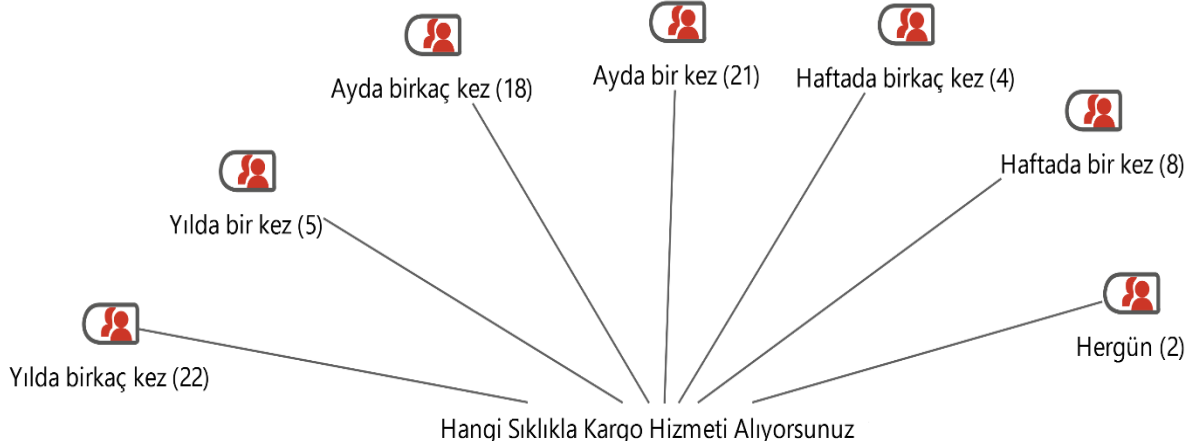 Ayda birkaç kez (18)
Ayda bir kez (21)
Haftada birkaç kez (4)
Haftada bir kez (8)
Yılda bir kez (5)
Hergün (2)
Yılda birkaç kez (22)
Hangi Sıklıkla Kargo Hizmeti Alıyorsunuz